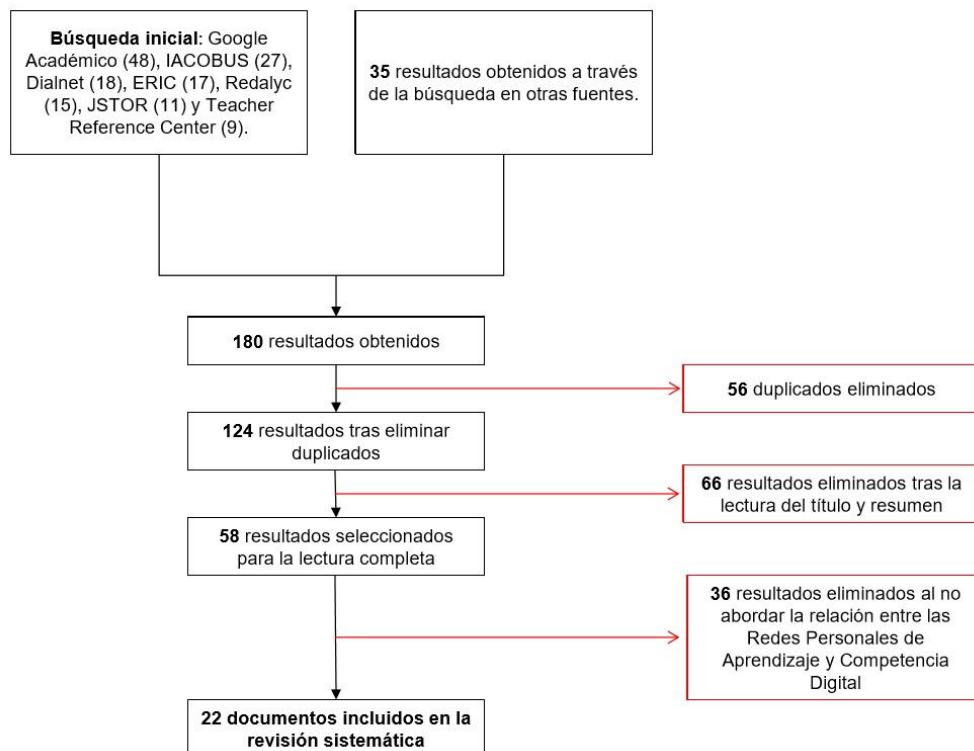 Búsqueda inicial: Google
Académico (48), IACOBUS (27),
Dialnet (18), ERIC (17), Redalyc
(15), JSTOR (11) y Teacher
Reference Center (9).
35 resultados obtenidos a través
de la búsqueda en otras fuentes.
180 resultados obtenidos
56 duplicados eliminados
124 resultados tras eliminar
duplicados
66 resultados eliminados tras la
lectura del título y resumen
58 resultados seleccionados
para la lectura completa
36 resultados eliminados al no
abordar la relación entre las
Redes Personales de
Aprendizaje y Competencia
Digital
22 documentos incluidos en la
revisión sistemática